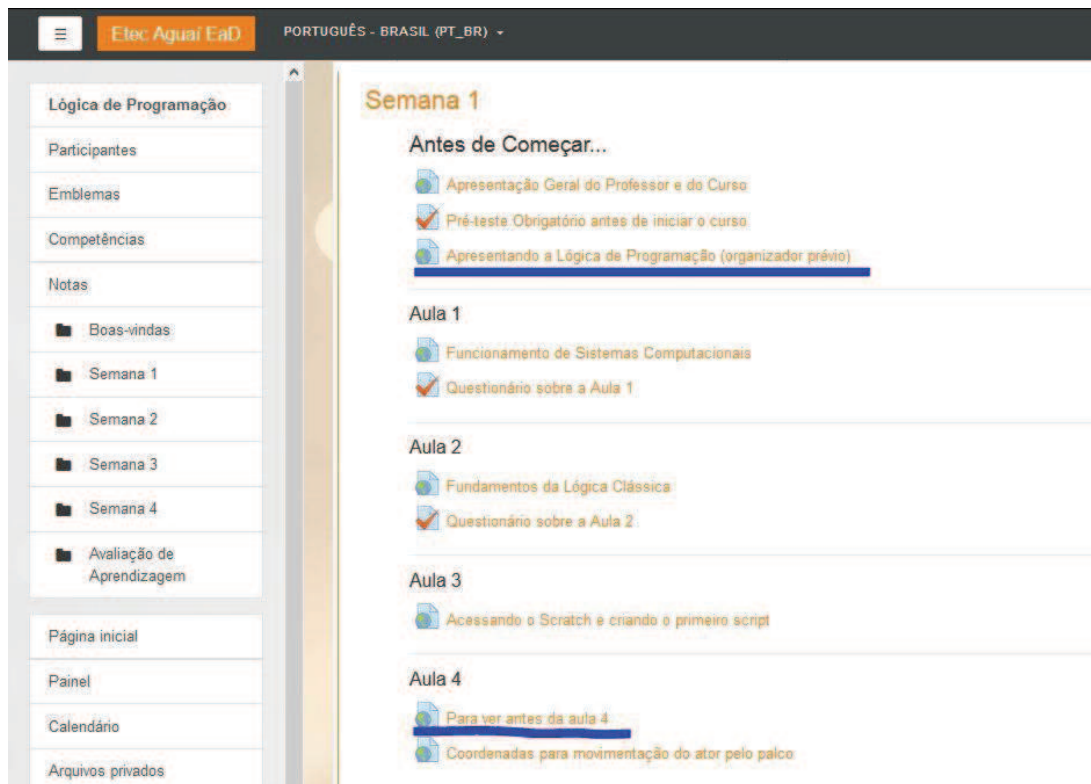 ☰ Etec Aguaí EaD PORTUGUÊS - BRASIL (PT_BR)
Lógica de Programação
Participantes
Emblemas
Competências
Notas
Boas-vindas
Semana 1
Semana 2
Semana 3
Semana 4
Avaliação de
Aprendizagem
Página inicial
Painel
Calendário
Arquivos privados
Semana 1
Antes de Começar...
Apresentação Geral do Professor e do Curso
Pré-teste Obrigatório antes de iniciar o curso
Apresentando a Lógica de Programação (organizador prévio)
Aula 1
Funcionamento de Sistemas Computacionais
Questionário sobre a Aula 1
Aula 2
Fundamentos da Lógica Clássica
Questionário sobre a Aula 2
Aula 3
Acessando o Scratch e criando o primeiro script
Aula 4
Para ver antes da aula 4
Coordenadas para movimentação do ator pelo palco